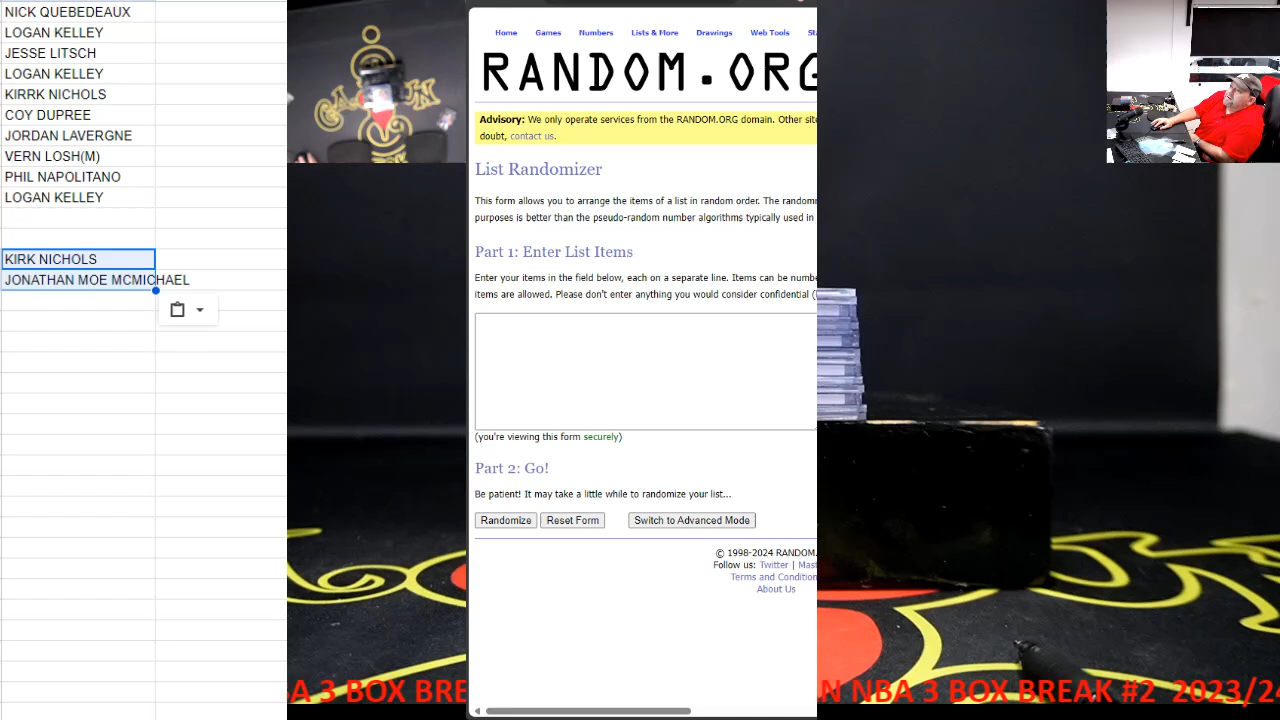 NICK QUEBEDEAUX
LOGAN KELLEY
JESSE LITSCH
LOGAN KELLEY
KIRRK NICHOLS
COY DUPREE
JORDAN LAVERGNE
VERN LOSH(M)
PHIL NAPOLITANO
LOGAN KELLEY
KIRK NICHOLS
JONATHAN MOE MCMICHAEL
Home Games Numbers Lists & More Drawings Web Tools
RANDOM.ORG
Advisory: We only operate services from the RANDOM.ORG domain. Other
doubt, contact us.
List Randomizer
This form allows you to arrange the items of a list in random order. The
purposes is better than the pseudo-random number algorithms typically used in
Part 1: Enter List Items
Enter your items in the field below, each on a separate line. Items can be
items are allowed. Please don't enter anything you would consider confidential
(you're viewing this form securely)
Part 2: Go!
Be patient! It may take a little while to randomize your list...
Randomize Reset Form Switch to Advanced Mode
© 1998-2024 RANDOM.
Follow us: Twitter |
Terms and
About Us
3 BOX NBA 3 BOX BREAK #2 2023/